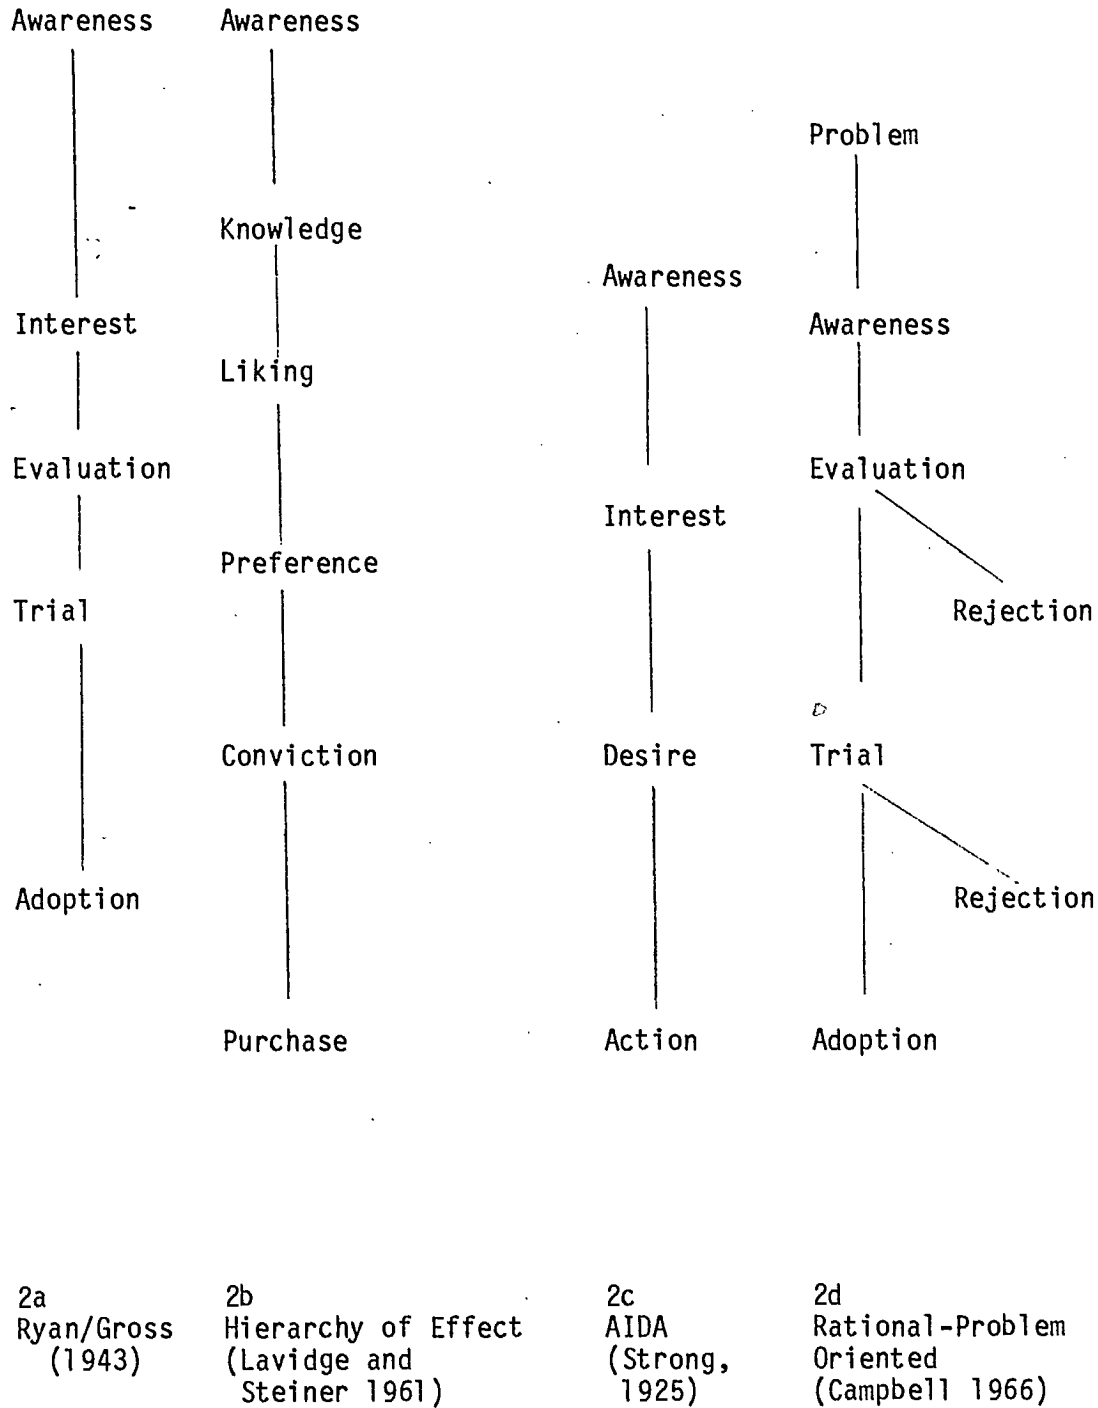 Awareness
Interest
Evaluation
Trial
Adoption
2a
Ryan/Gross
(1943)
Awareness
Knowledge
Liking
Preference
Conviction
Purchase
2b
Hierarchy of Effect
(Lavidge and
Steiner 1961)
Awareness
Interest
Desire
Action
2c
AIDA
(Strong,
1925)
Problem
Awareness
Evaluation
Rejection
Trial
Rejection
Adoption
2d
Rational-Problem
Oriented
(Campbell 1966)